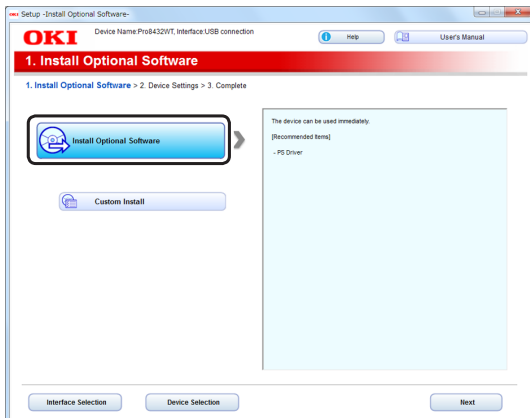 OKI Setup -Install Optional Software-
OKI
Device Name:Pro8432WT, Interface:USB connection
Help
User's Manual
1. Install Optional Software
1. Install Optional Software > 2. Device Settings > 3. Complete
Install Optional Software
The device can be used immediately.
[Recommended Items]
- PS Driver
Custom Install
Interface Selection
Device Selection
Next